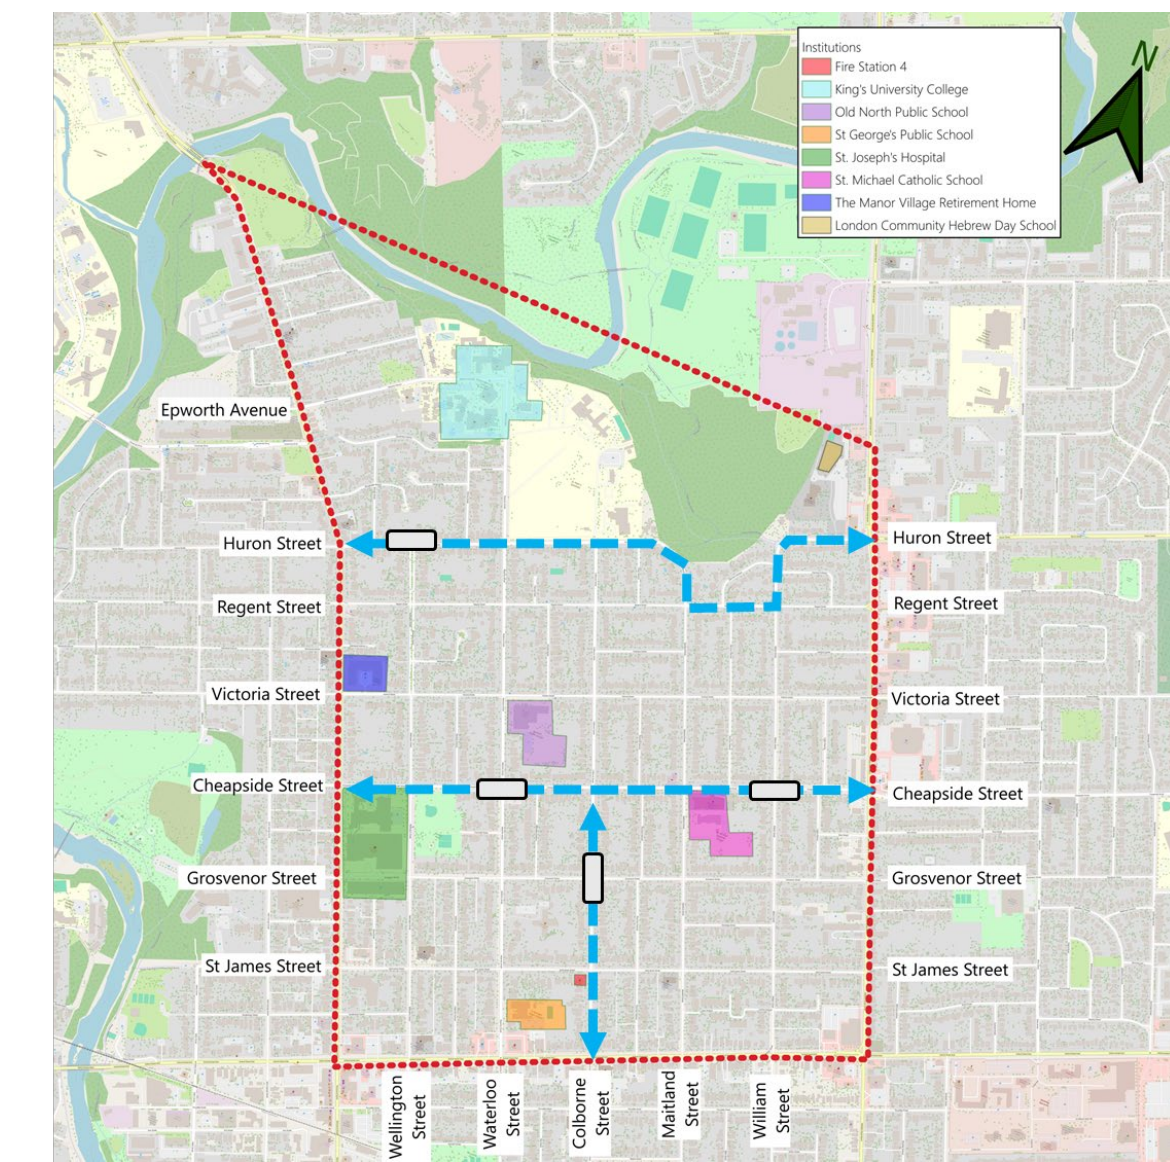 N
Institutions
Fire Station 4
King's University College
Old North Public School
St George's Public School
St. Joseph's Hospital
St. Michael Catholic School
The Manor Village Retirement Home
London Community Hebrew Day School
Epworth Avenue
Huron Street
Huron Street
Regent Street
Regent Street
Victoria Street
Victoria Street
Cheapside Street
Cheapside Street
Grosvenor Street
Grosvenor Street
St James Street
St James Street
Wellington
Street
Waterloo
Street
Colborne
Street
Maitland
Street
William
Street